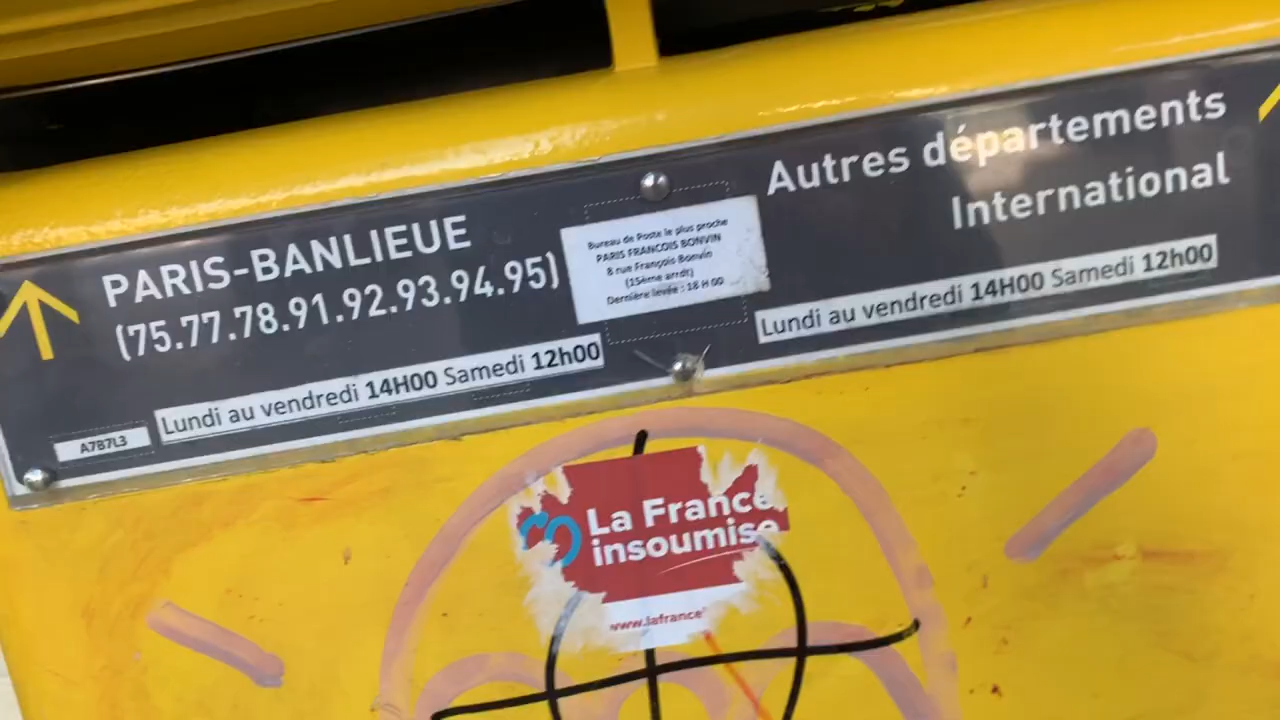 PARIS-BANLIEUE
(75.77.78.91.92.93.94.95)
Lundi au vendredi 14H00 Samedi 12h00
A7B7L3
Bureau de Poste le plus proche
PARIS FRANCOIS BONVIN
8 rue François Bonvin
(15ème arrdt)
Dernière levée : 18 H 00
Autres départements
International
Lundi au vendredi 14H00 Samedi 12h00
La France
insoumise
www.lafrance